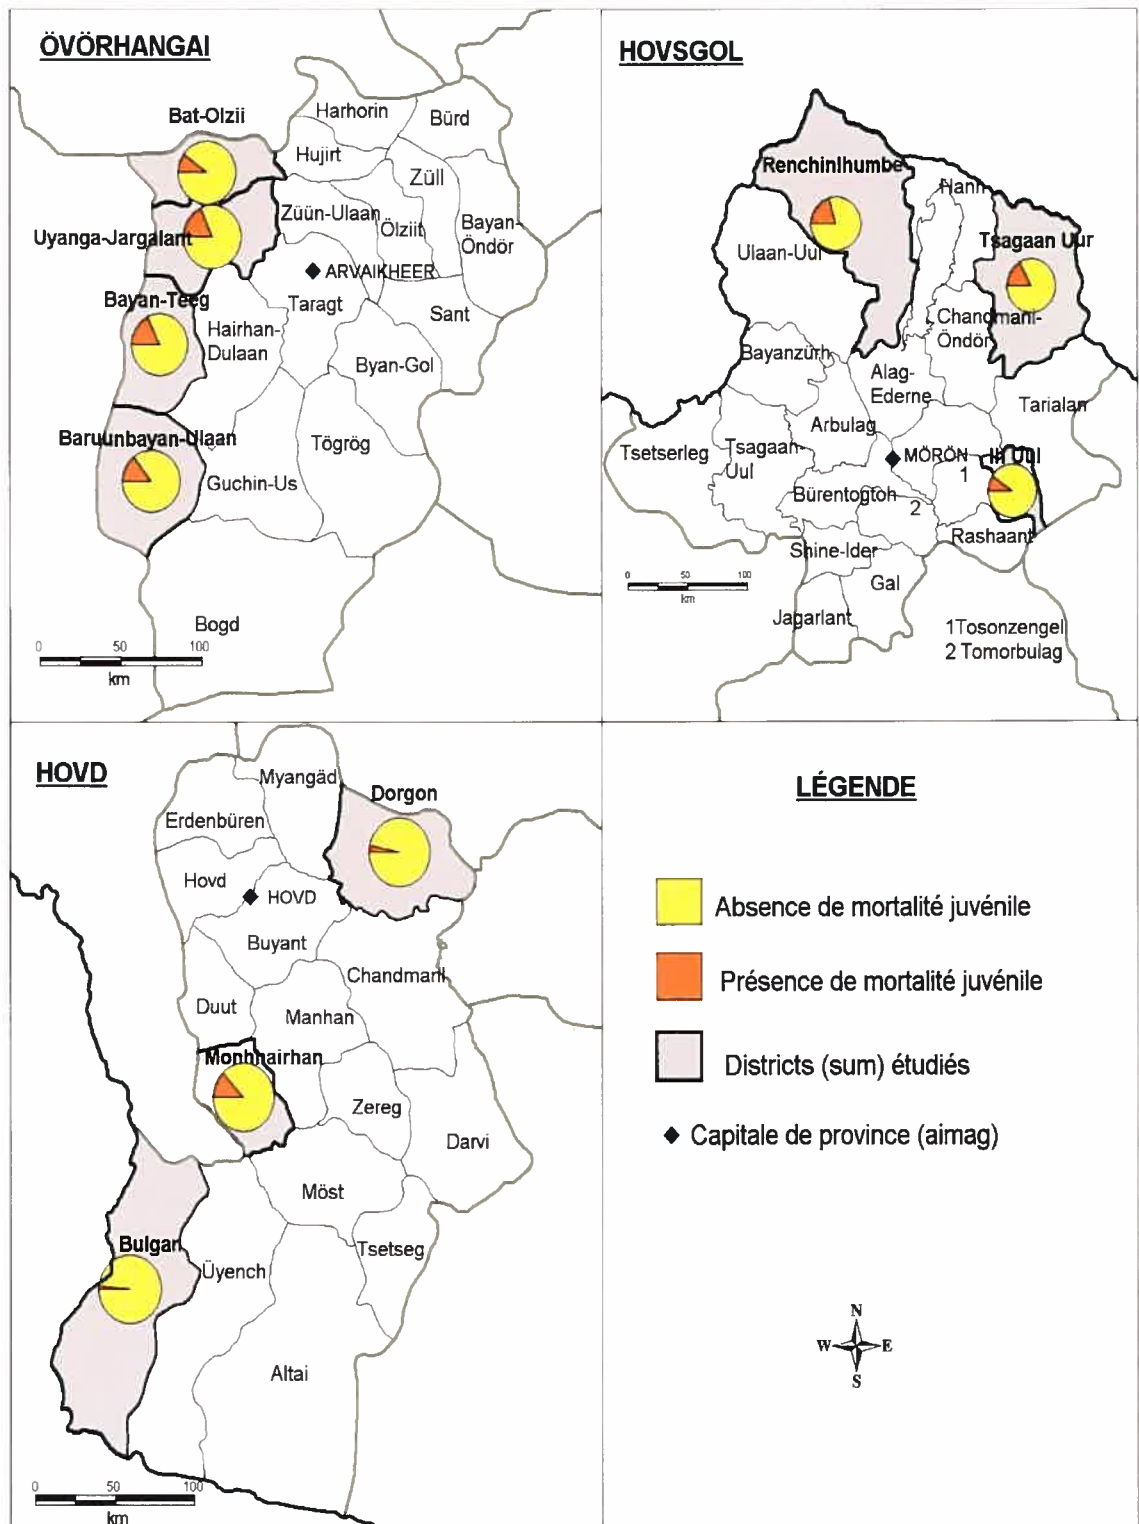 ÖVÖRHANGAI
Bat-Olzii
Harhorin
Bürd
Hujirt
Züll
Uyanga-Jargalant
Züün-Ulaan
Ölziit
Bayan-
Öndör
ARVAIKHEER
Bayan-Teeg
Taragt
Sant
Hairhan-
Dulaan
Byan-Gol
Baruunbayan-Ulaan
Tögrög
Guchin-Us
Bogd
0 50 100
km
HOVSGOL
Renchinlhumbe
Hanh
Ulaan-Uul
Tsagaan Uur
Chandmani-
Öndör
Bayanzürh
Alag-
Ederne
Tarialan
Arbulag
Tsetserleg
Tsagaan-
Uul
MÖRÖN
Ih Uul
1
Bürentogtoh
2
Rashaant
Shine-Ider
Gal
0 50 100
km
Jagarlant
1Tosonzengel
2 Tomorbulag
HOVD
Myangäd
Dorgon
Erdenbüren
Hovd
HOVD
Buyant
Chandmanl
Duut
Manhan
Monhhairhan
Zereg
Darvi
Möst
Bulgan
Tsetseg
Üyench
Altai
0 50 100
km
LÉGENDE
Absence de mortalité juvénile
Présence de mortalité juvénile
Districts (sum) étudiés
Capitale de province (aimag)
N
W E
S